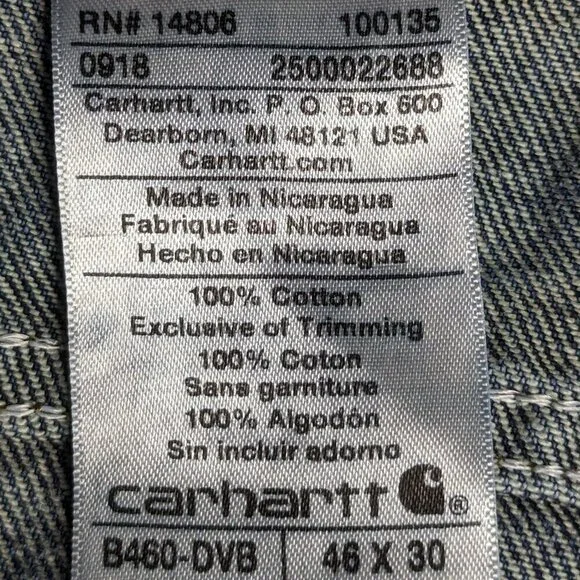 RN# 14806 100135
0918 2500022688
Carhartt, Inc. P. O. Box 600
Dearborn, MI 48121 USA
Carhartt.com
Made in Nicaragua
Fabriqué au Nicaragua
Hecho en Nicaragua
100% Cotton
Exclusive of Trimming
100% Coton
Sans garniture
100% Algodón
Sin incluir adorno
carhartt ®
B460-DVB 46 X 30